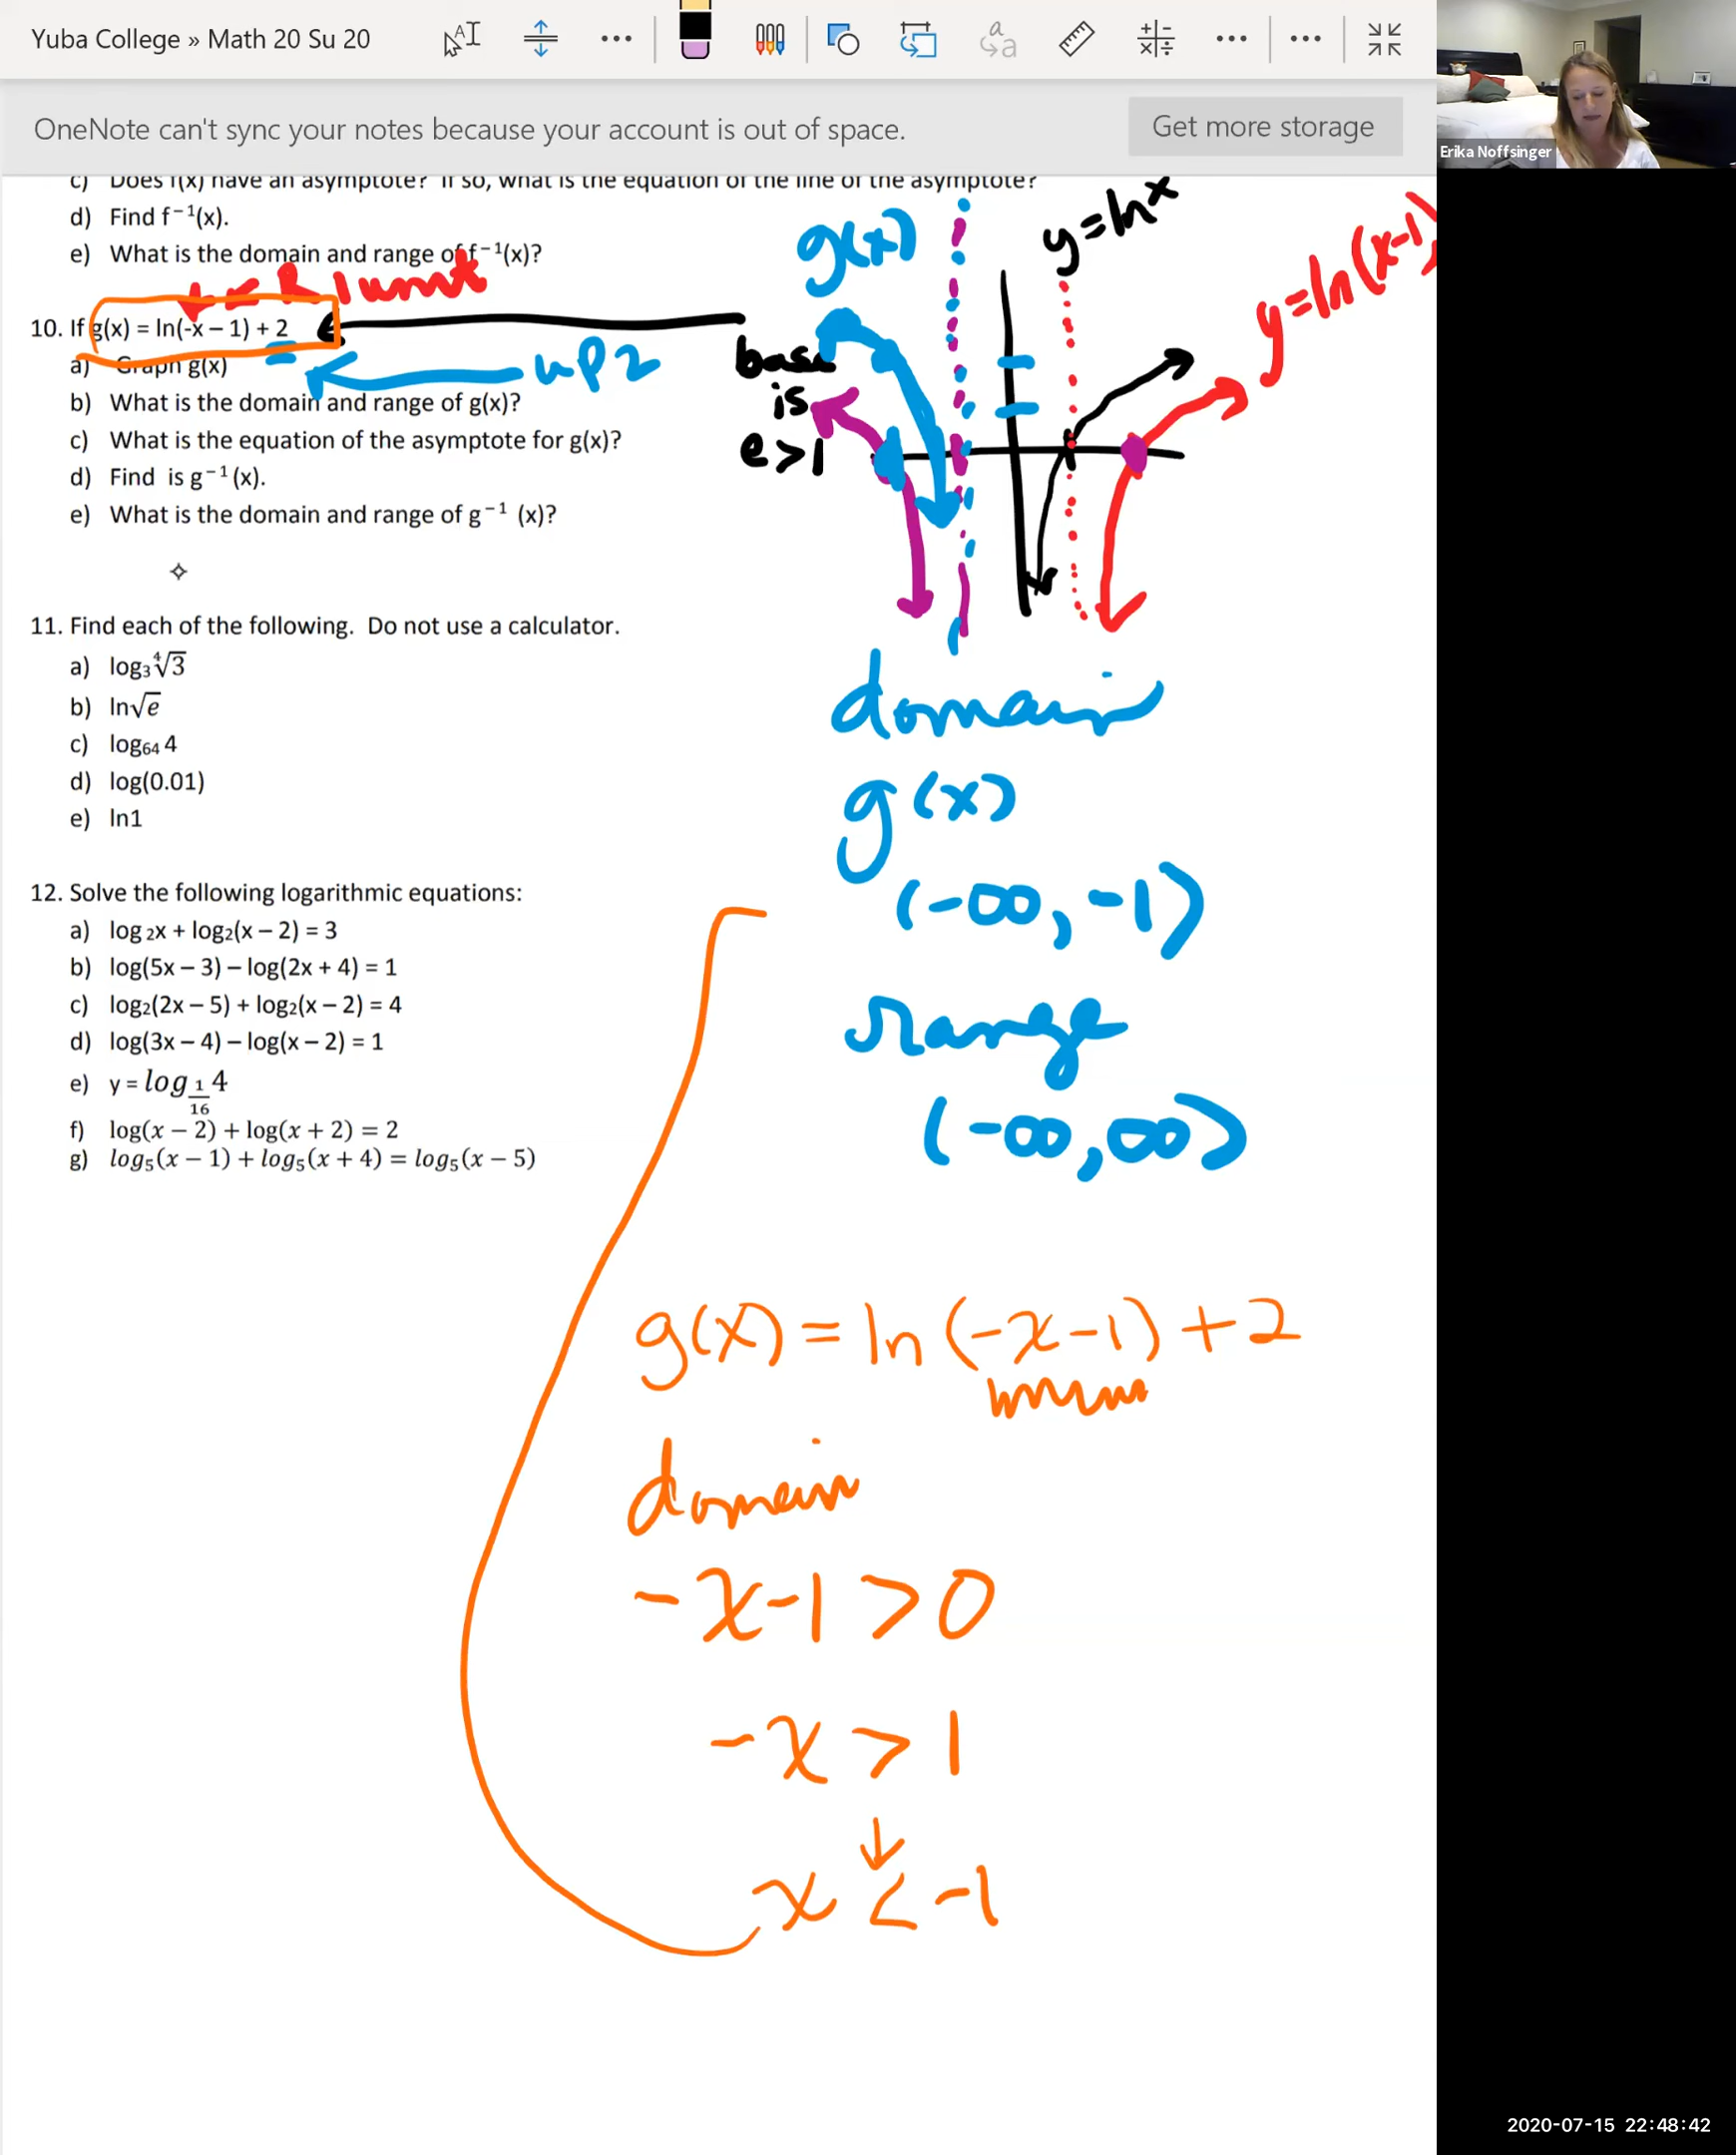 Yuba College » Math 20 Su 20
OneNote can't sync your notes because your account is out of space.
Get more storage
Erika Noffsinger
c) Does f(x) have an asymptote? If so, what is the equation of the line of the asymptote?
d) Find f⁻¹(x).
e) What is the domain and range of f⁻¹(x)?
R 1 unit
10. If g(x) = ln(-x – 1) + 2
a) Graph g(x)
up 2
b) What is the domain and range of g(x)?
c) What is the equation of the asymptote for g(x)?
d) Find is g⁻¹(x).
e) What is the domain and range of g⁻¹ (x)?
base
is
e>1
g(x)
y=ln x
y=ln(x-1)
11. Find each of the following. Do not use a calculator.
a) log₃∜3
b) ln√e
c) log₆₄ 4
d) log(0.01)
e) ln1
12. Solve the following logarithmic equations:
a) log ₂x + log₂(x – 2) = 3
b) log(5x – 3) – log(2x + 4) = 1
c) log₂(2x – 5) + log₂(x – 2) = 4
d) log(3x – 4) – log(x – 2) = 1
e) y = log_(1/16) 4
f) log(x − 2) + log(x + 2) = 2
g) log₅(x − 1) + log₅(x + 4) = log₅(x − 5)
domain
g(x)
(-∞, -1)
range
(-∞, ∞)
g(x) = ln(-x-1)+2
domain
-x-1>0
-x > 1
x < -1
2020-07-15 22:48:42